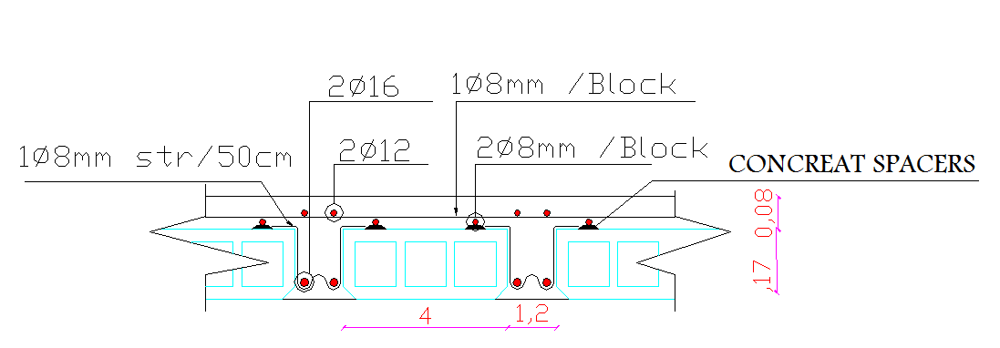 2Ø16
1Ø8mm /Block
1Ø8mm str/50cm
2Ø12
2Ø8mm /Block
CONCREAT SPACERS
0,08
,17
4
1,2